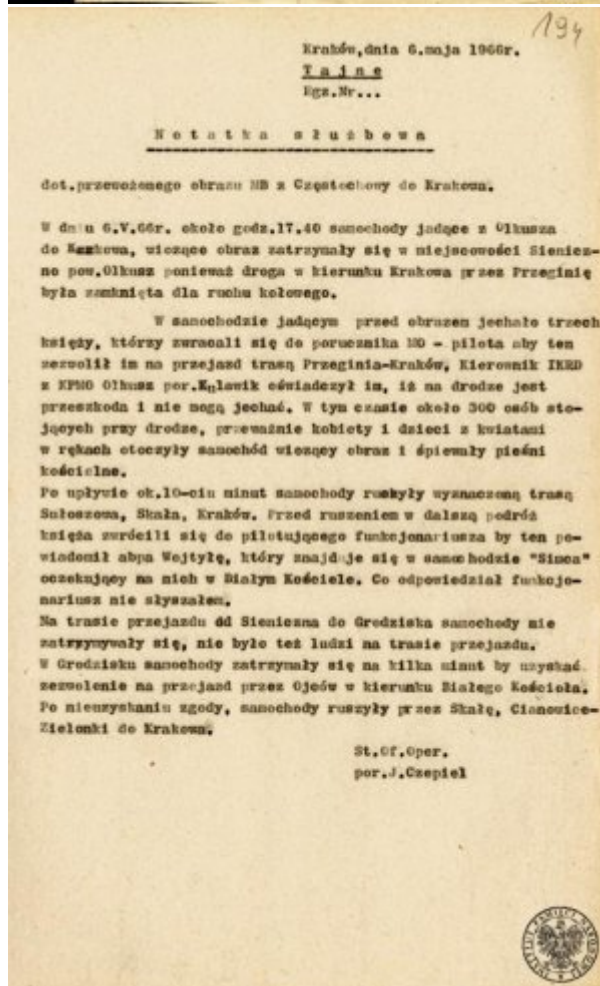 194
Kraków,dnia 6.maja 1966r.
T a j n e
Egz.Nr...
N o t a t k a s ł u ż b o w a
dot.przewożonego obrazu MB z Częstochowy do Krakowa.
W dniu 6.V.66r. około godz.17.40 samochody jadące z Olkusza
do Krakowa, wiozące obraz zatrzymały się w miejscowości Sienicz-
no pow.Olkusz ponieważ droga w kierunku Krakowa przez Przeginię
była zamknięta dla ruchu kołowego.
W samochodzie jadącym przed obrazem jechało trzech
księży, którzy zwracali się do porucznika MO - pilota aby ten
zezwolił im na przejazd trasą Przeginia-Kraków, Kierownik IKRD
z KPMO Olkusz por.Kulawik oświadczył im, iż na drodze jest
przeszkoda i nie mogą jechać. W tym czasie około 300 osób sto-
jących przy drodze, przeważnie kobiety i dzieci z kwiatami
w rękach otoczyły samochód wiozący obraz i śpiewały pieśni
kościelne.
Po upływie ok.10-ciu minut samochody ruszyły wyznaczoną trasą
Sułoszowa, Skała, Kraków. Przed ruszeniem w dalszą podróż
księża zwrócili się do pilotującego funkcjonariusza by ten po-
wiadomił abpa Wojtyłę, który znajduje się w samochodzie "Simca"
oczekujący na nich w Białym Kościele. Co odpowiedział funkcjo-
nariusz nie słyszałem.
Na trasie przejazdu od Sieniczna do Grodziska samochody nie
zatrzymywały się, nie było też ludzi na trasie przejazdu.
W Grodzisku samochody zatrzymały się na kilka minut by uzyskać
zezwolenie na przejazd przez Ojców w kierunku Białego Kościoła.
Po nieuzyskaniu zgody, samochody ruszyły przez Skałę, Cianowice-
Zielonki do Krakowa.
St.Of.Oper.
por.J.Czepiel
INSTYTUT PAMIĘCI NARODOWEJ